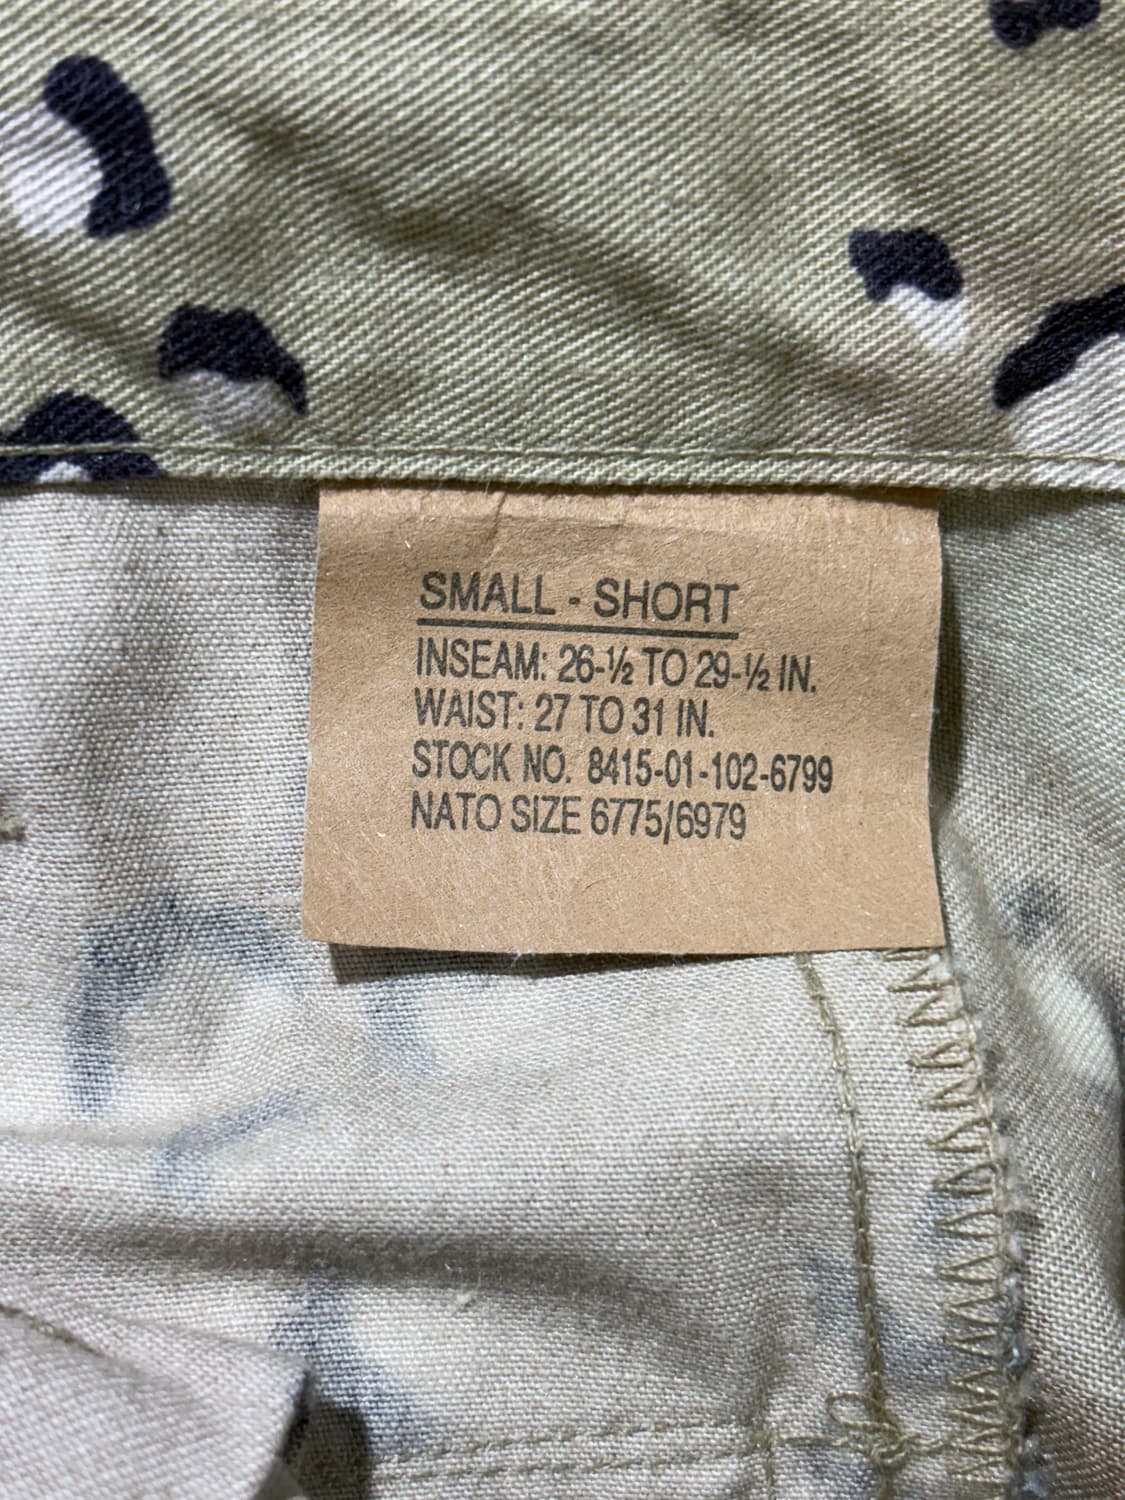 SMALL - SHORT
INSEAM: 26-½ TO 29-½ IN.
WAIST: 27 TO 31 IN.
STOCK NO. 8415-01-102-6799
NATO SIZE 6775/6979